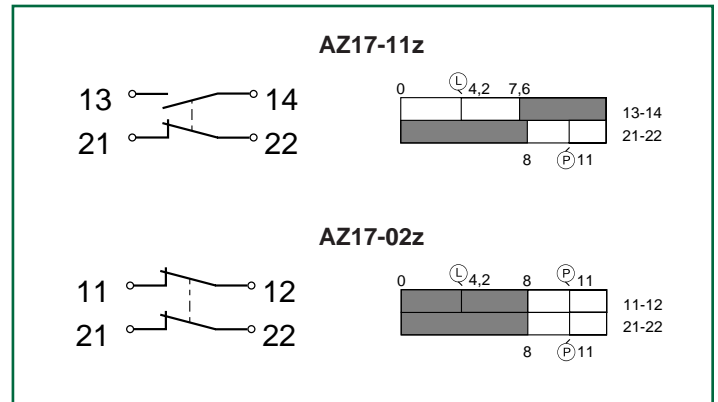 AZ17-11z
13 14
21 22
0 L 4,2 7,6
13-14
21-22
8 P 11
AZ17-02z
11 12
21 22
0 L 4,2 8 P 11
11-12
21-22
8 P 11